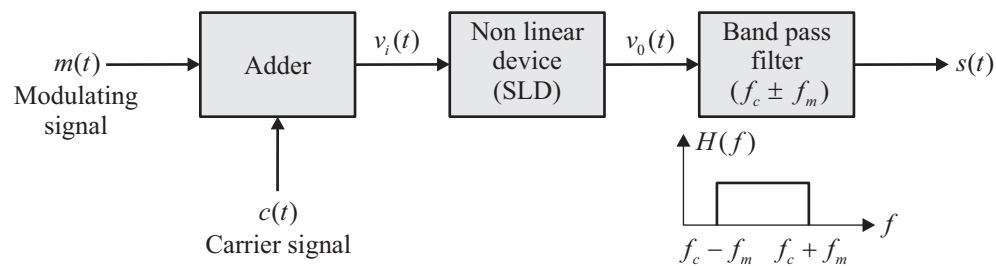 m(t)
Modulating
signal
Adder
v_i(t)
Non linear
device
(SLD)
v_0(t)
Band pass
filter
(f_c ± f_m)
s(t)
c(t)
Carrier signal
H(f)
f
f_c − f_m
f_c + f_m